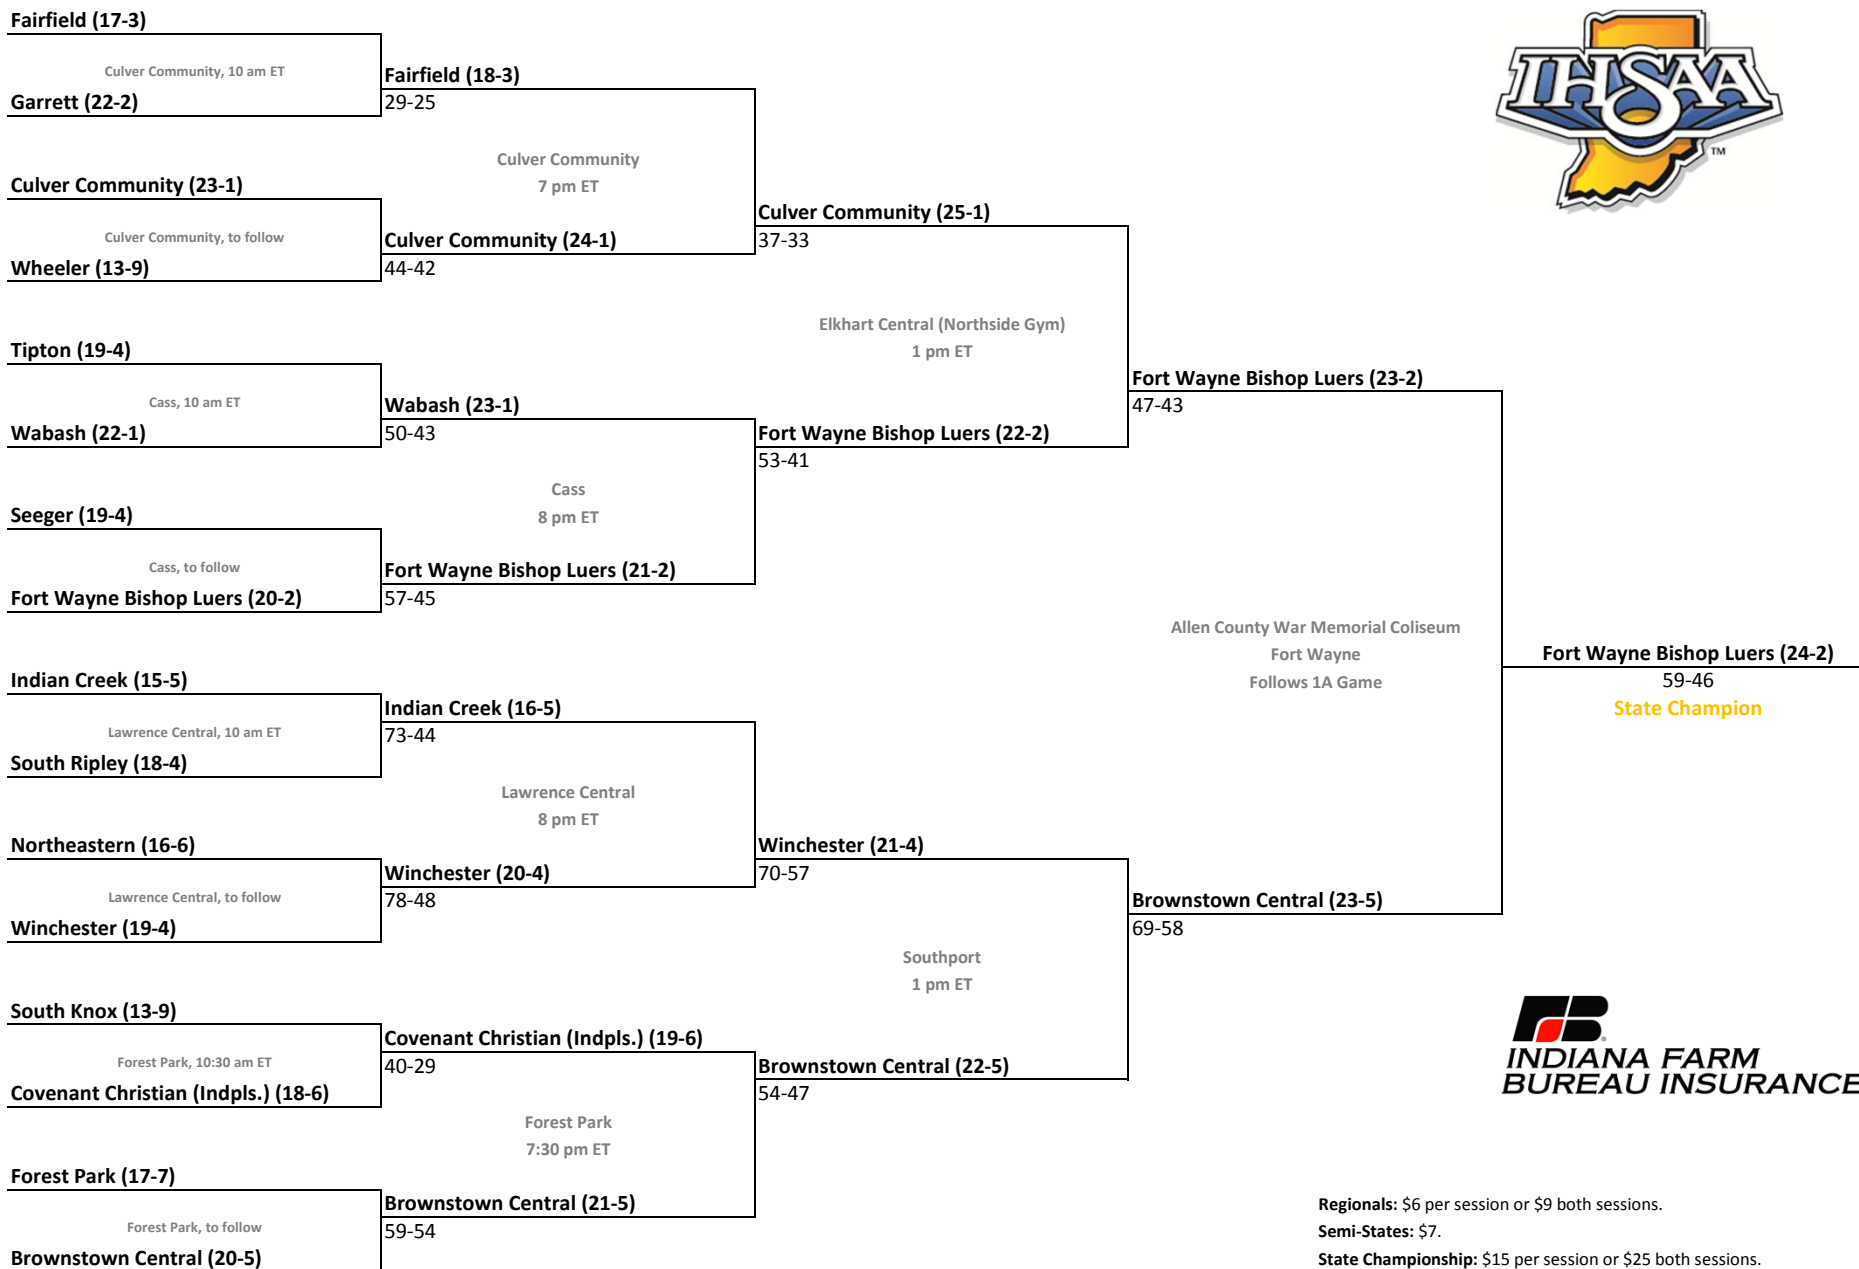 Fairfield (17-3)
Culver Community, 10 am ET
Garrett (22-2)
Fairfield (18-3)
29-25
Culver Community
7 pm ET
Culver Community (23-1)
Culver Community, to follow
Wheeler (13-9)
Culver Community (24-1)
44-42
Culver Community (25-1)
37-33
Elkhart Central (Northside Gym)
1 pm ET
Tipton (19-4)
Cass, 10 am ET
Wabash (22-1)
Wabash (23-1)
50-43
Cass
8 pm ET
Seeger (19-4)
Cass, to follow
Fort Wayne Bishop Luers (20-2)
Fort Wayne Bishop Luers (21-2)
57-45
Fort Wayne Bishop Luers (22-2)
53-41
Fort Wayne Bishop Luers (23-2)
47-43
Allen County War Memorial Coliseum
Fort Wayne
Follows 1A Game
Fort Wayne Bishop Luers (24-2)
59-46
State Champion
Indian Creek (15-5)
Lawrence Central, 10 am ET
South Ripley (18-4)
Indian Creek (16-5)
73-44
Lawrence Central
8 pm ET
Northeastern (16-6)
Lawrence Central, to follow
Winchester (19-4)
Winchester (20-4)
78-48
Winchester (21-4)
70-57
Southport
1 pm ET
Brownstown Central (23-5)
69-58
South Knox (13-9)
Forest Park, 10:30 am ET
Covenant Christian (Indpls.) (18-6)
Covenant Christian (Indpls.) (19-6)
40-29
Forest Park
7:30 pm ET
Brownstown Central (22-5)
54-47
Forest Park (17-7)
Forest Park, to follow
Brownstown Central (20-5)
Brownstown Central (21-5)
59-54
IHSAA
TM
FB
INDIANA FARM
BUREAU INSURANCE
Regionals: $6 per session or $9 both sessions.
Semi-States: $7.
State Championship: $15 per session or $25 both sessions.